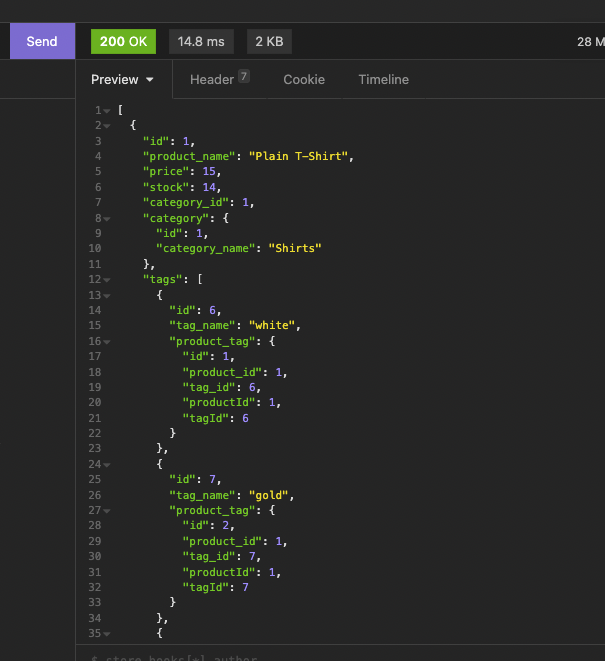 Send 200 OK 14.8 ms 2 KB 28 M
Preview Header 7 Cookie Timeline
1 [
2 {
3 "id": 1,
4 "product_name": "Plain T-Shirt",
5 "price": 15,
6 "stock": 14,
7 "category_id": 1,
8 "category": {
9 "id": 1,
10 "category_name": "Shirts"
11 },
12 "tags": [
13 {
14 "id": 6,
15 "tag_name": "white",
16 "product_tag": {
17 "id": 1,
18 "product_id": 1,
19 "tag_id": 6,
20 "productId": 1,
21 "tagId": 6
22 }
23 },
24 {
25 "id": 7,
26 "tag_name": "gold",
27 "product_tag": {
28 "id": 2,
29 "product_id": 1,
30 "tag_id": 7,
31 "productId": 1,
32 "tagId": 7
33 }
34 },
35 {
$.store.books[*].author